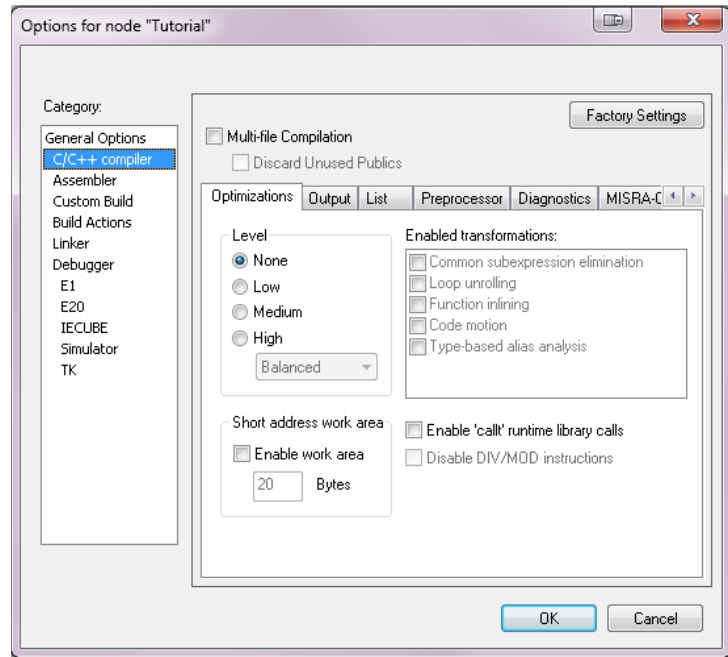 Options for node "Tutorial"
Category:
General Options
C/C++ compiler
Assembler
Custom Build
Build Actions
Linker
Debugger
E1
E20
IECUBE
Simulator
TK
Factory Settings
Multi-file Compilation
Discard Unused Publics
Optimizations Output List Preprocessor Diagnostics MISRA-C
Level
None
Low
Medium
High
Balanced
Enabled transformations:
Common subexpression elimination
Loop unrolling
Function inlining
Code motion
Type-based alias analysis
Short address work area
Enable work area
20 Bytes
Enable 'callt' runtime library calls
Disable DIV/MOD instructions
OK Cancel